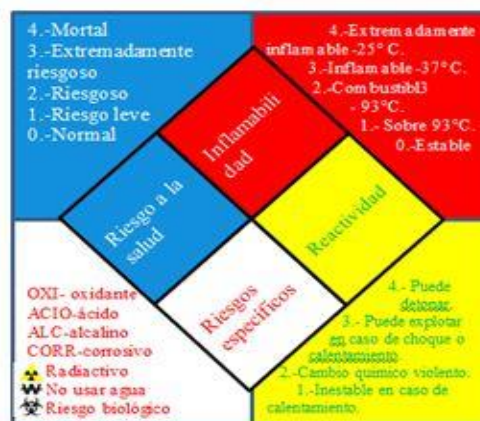 4.-Mortal
3.-Extremadamente
riesgoso
2.-Riesgoso
1.-Riesgo leve
0.-Normal
4.-Extremadamente
inflamable -25° C.
3.-Inflamable -37°C.
2.-Combustibl3
- 93°C.
1.- Sobre 93°C.
0.-Estable
Inflamabili
dad
Riesgo a la
salud
Reactividad
Riesgos
específicos
OXI- oxidante
ACIO-ácido
ALC-alcalino
CORR-corrosivo
Radiactivo
W No usar agua
Riesgo biológico
4.- Puede
detonar.
3.- Puede explotar
en caso de choque o
calentamiento.
2.-Cambio químico violento.
1.-Inestable en caso de
calentamiento.